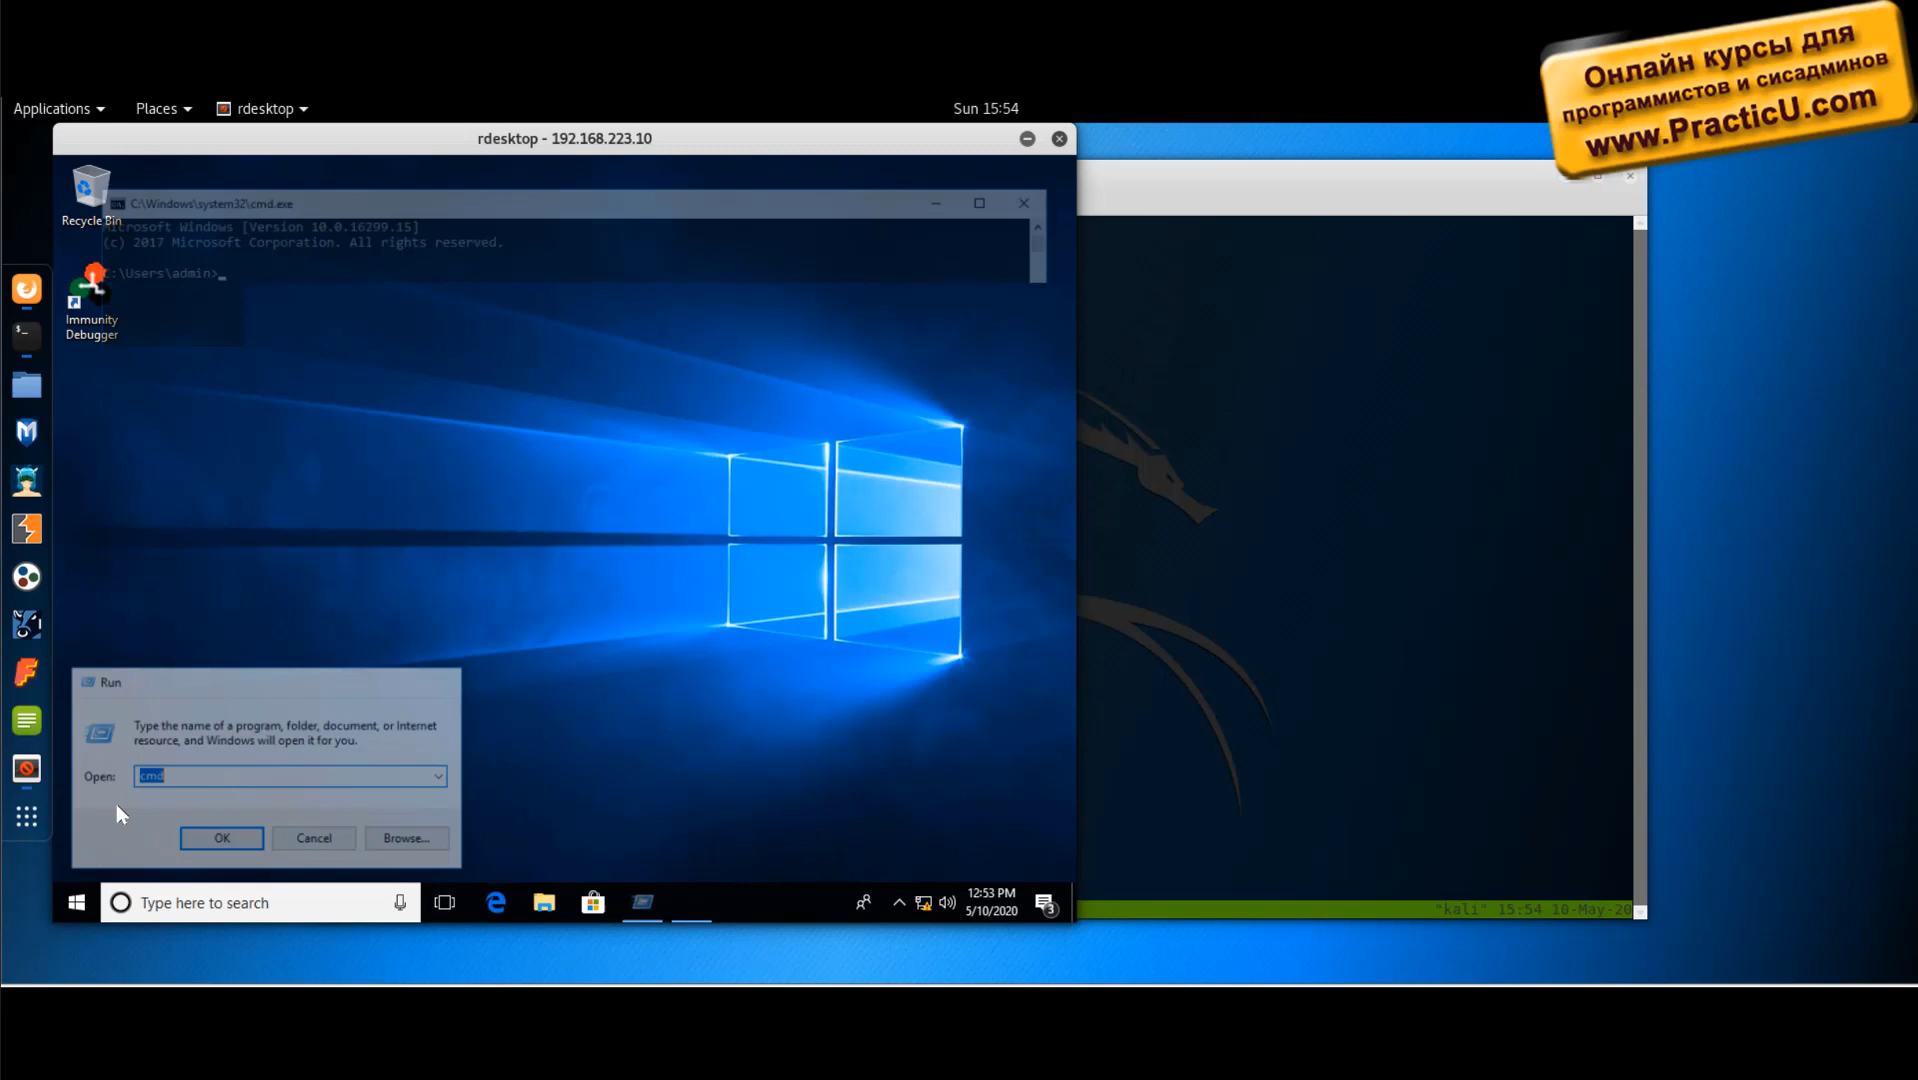 Онлайн курсы для
программистов и сисадминов
www.PracticU.com
Applications
Places
rdesktop
Sun 15:54
rdesktop - 192.168.223.10
Recycle Bin
C:\Windows\system32\cmd.exe
Microsoft Windows [Version 10.0.16299.15]
(c) 2017 Microsoft Corporation. All rights reserved.
C:\Users\admin>_
Immunity
Debugger
Run
Type the name of a program, folder, document, or Internet
resource, and Windows will open it for you.
Open:
cmd
OK
Cancel
Browse...
Type here to search
12:53 PM
5/10/2020
3
"kali" 15:54 10-May-20